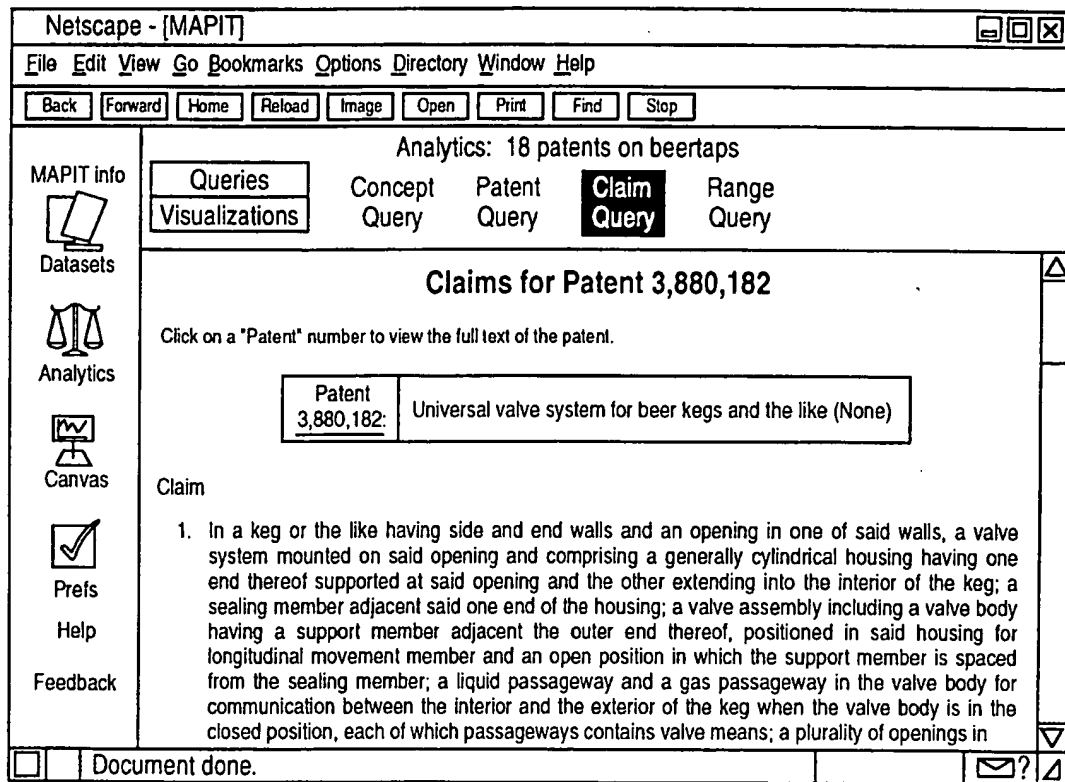 Netscape - [MAPIT]
File Edit View Go Bookmarks Options Directory Window Help
Back Forward Home Reload Image Open Print Find Stop
Analytics: 18 patents on beertaps
MAPIT info
Queries
Visualizations
Concept Query
Patent Query
Claim Query
Range Query
Datasets
Analytics
Canvas
Prefs
Help
Feedback
Claims for Patent 3,880,182
Click on a "Patent" number to view the full text of the patent.
Patent
3,880,182:
Universal valve system for beer kegs and the like (None)
Claim
1. In a keg or the like having side and end walls and an opening in one of said walls, a valve
system mounted on said opening and comprising a generally cylindrical housing having one
end thereof supported at said opening and the other extending into the interior of the keg; a
sealing member adjacent said one end of the housing; a valve assembly including a valve body
having a support member adjacent the outer end thereof, positioned in said housing for
longitudinal movement member and an open position in which the support member is spaced
from the sealing member; a liquid passageway and a gas passageway in the valve body for
communication between the interior and the exterior of the keg when the valve body is in the
closed position, each of which passageways contains valve means; a plurality of openings in
Document done.
?